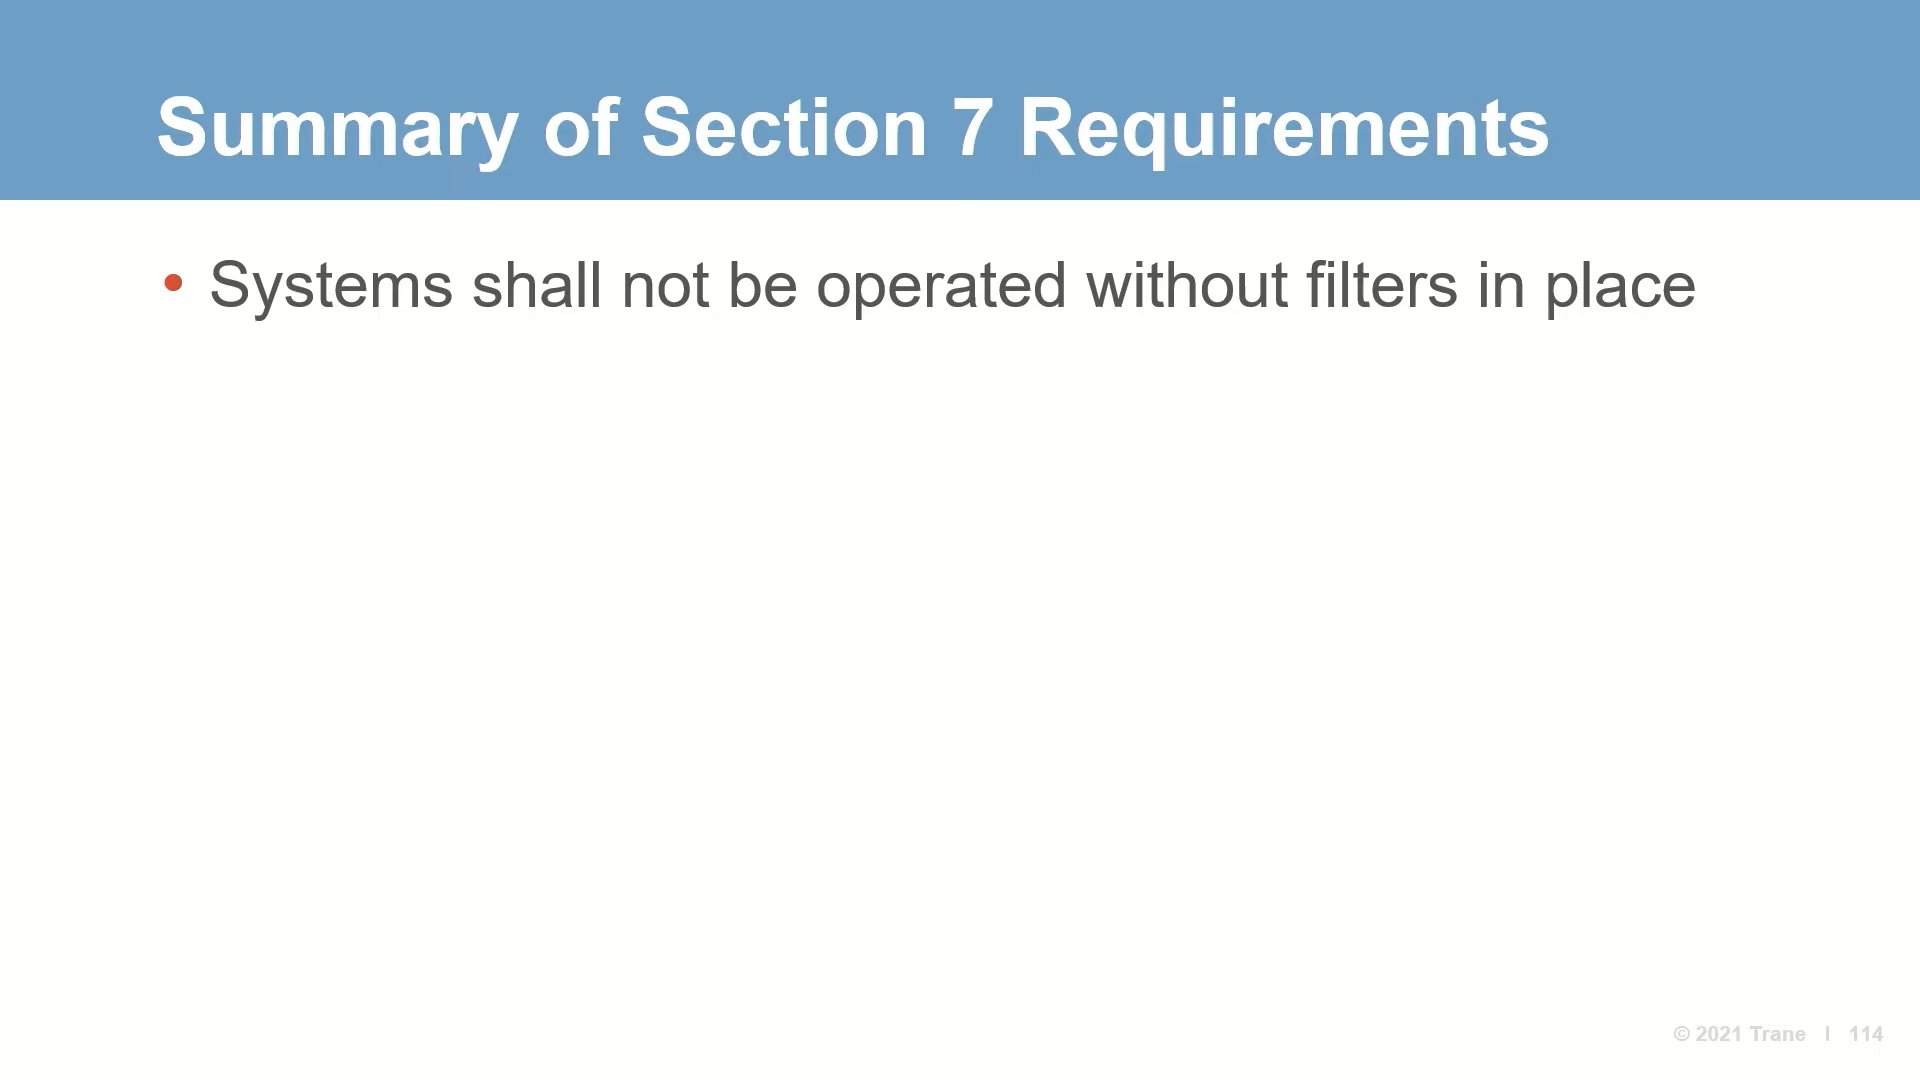 Summary of Section 7 Requirements
• Systems shall not be operated without filters in place
© 2021 Trane | 114